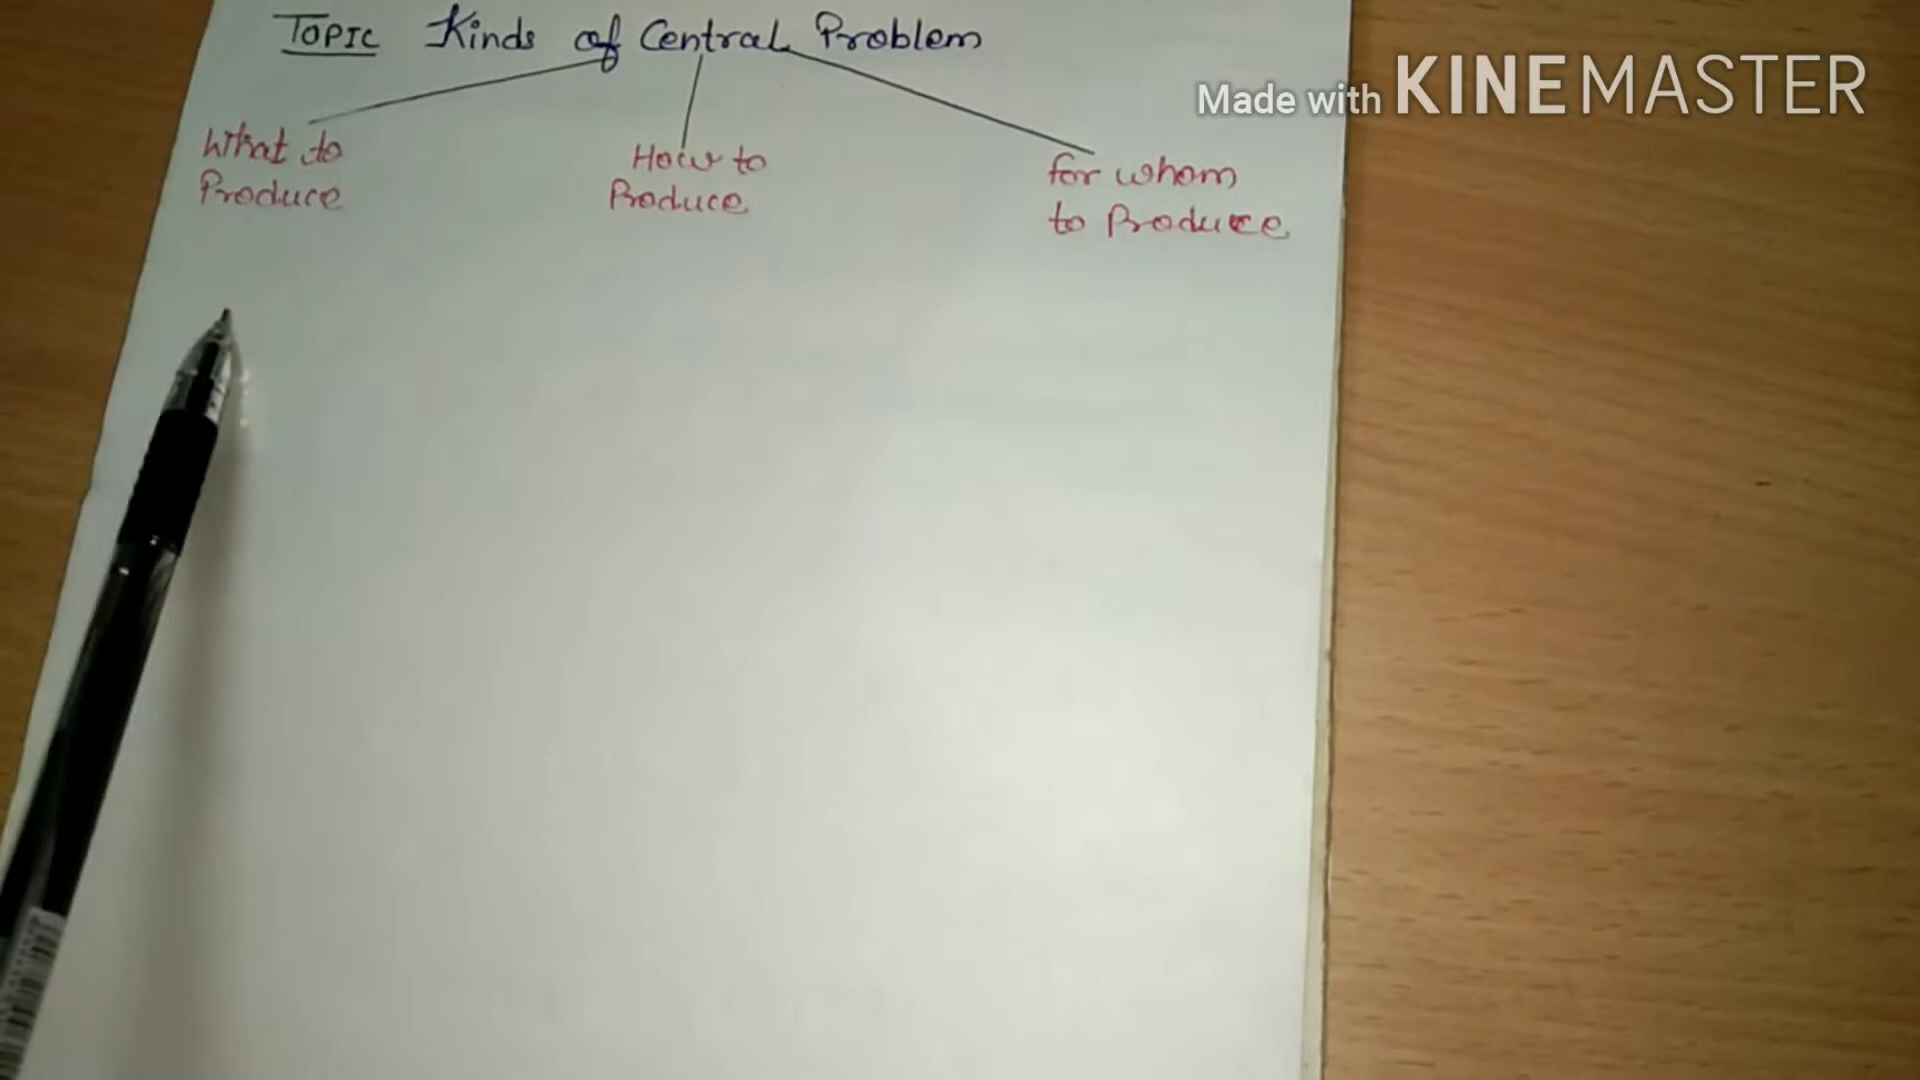 TOPIC Kinds of Central Problem
Made with KINEMASTER
What to
Produce
How to
Produce
for whom
to Produce